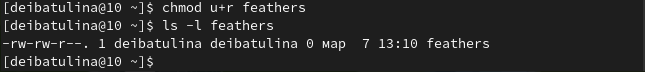 [deibatulina@10 ~]$ chmod u+r feathers
[deibatulina@10 ~]$ ls -l feathers
-rw-rw-r--. 1 deibatulina deibatulina 0 мар  7 13:10 feathers
[deibatulina@10 ~]$